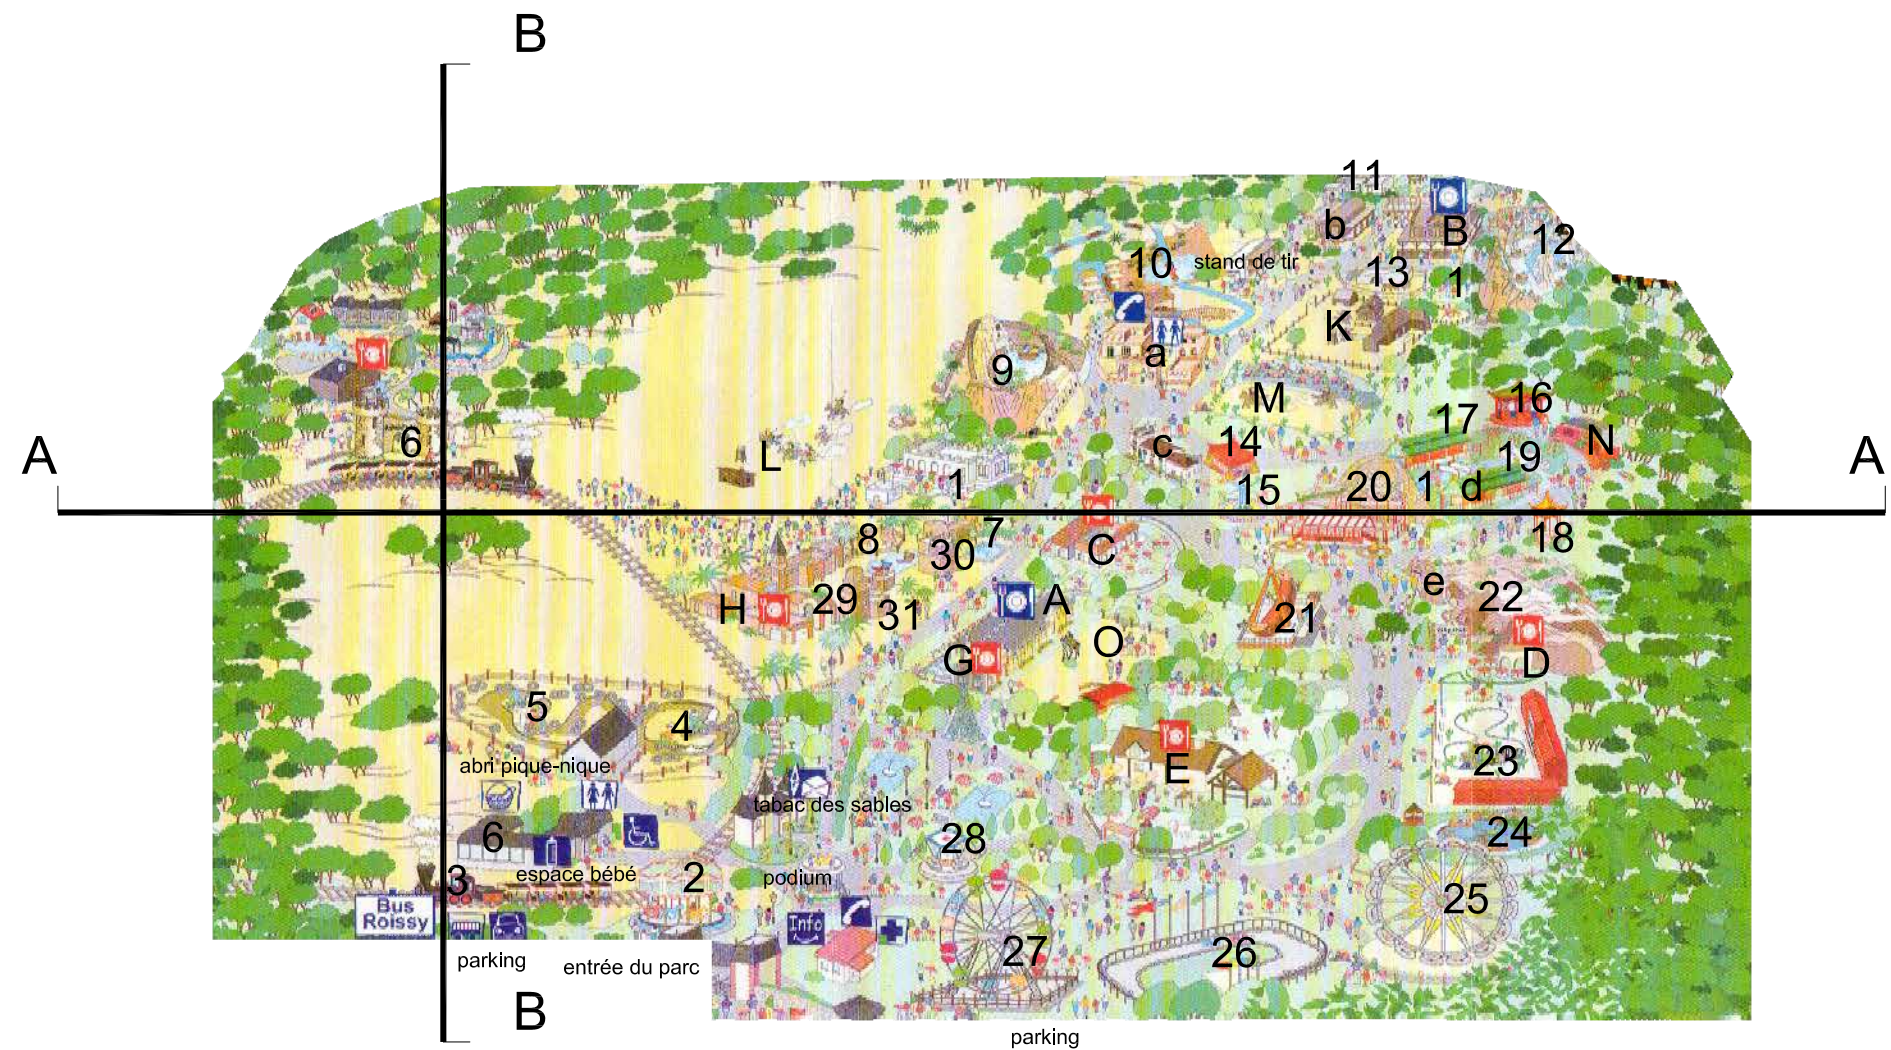 B
11
b
B
12
10
stand de tir
13
1
K
9
a
M
16
17
N
6
A
A
L
c
14
19
1
15
20
1
d
8
7
30
C
18
e
H
29
31
A
22
21
G
O
D
5
4
E
23
abri pique-nique
tabac des sables
6
28
24
3
espace bébé
2
podium
25
Bus
Roissy
Info
27
26
parking
entrée du parc
B
parking